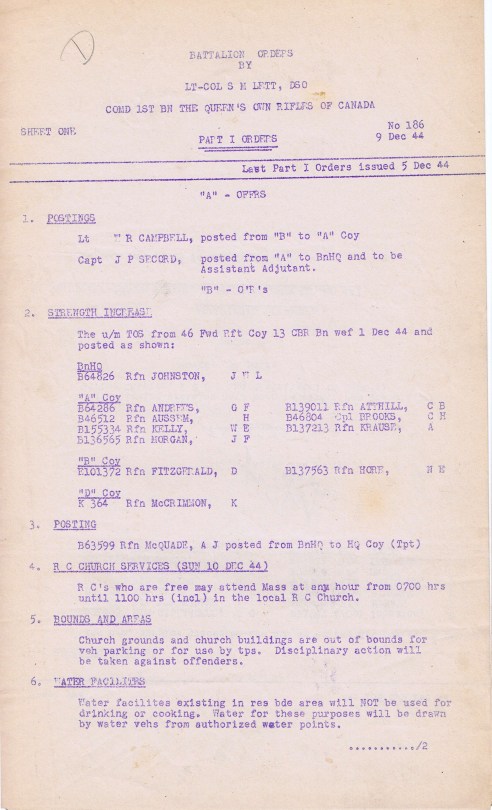 BATTALION ORDERS
BY
LT-COL S M LETT, DSO
COMD 1ST BN THE QUEEN'S OWN RIFLES OF CANADA
SHEET ONE
No 186
PART I ORDERS
9 Dec 44
Last Part I Orders issued 5 Dec 44
"A" - OFFRS
1. POSTINGS
Lt R CAMPBELL, posted from "B" to "A" Coy
Capt J P SECORD, posted from "A" to BnHQ and to be
Assistant Adjutant.
"B" - O'R's
2. STRENGTH INCREASE
The u/m TOS from 46 Fwd Rft Coy 13 CBR Bn wef 1 Dec 44 and
posted as shown:
BnHQ
B64826 Rfn JOHNSTON, J W L
"A" Coy
B64286 Rfn ANDREWS, O F B139011 Rfn ATTHILL, C B
B46512 Rfn AUSSEM, H B46804 Cpl BROOKS, C H
B155334 Rfn KELLY, W E B137213 Rfn KRAUSE, A
B136565 Rfn MORGAN, J F
"B" Coy
E101372 Rfn FITZGERALD, D B137563 Rfn HORE, N E
"D" Coy
K 364 Rfn McCRIMMON, K
3. POSTING
B63599 Rfn McQUADE, A J posted from BnHQ to HQ Coy (Tpt)
4. R C CHURCH SERVICES (SUN 10 DEC 44)
R C's who are free may attend Mass at any hour from 0700 hrs
until 1100 hrs (incl) in the local R C Church.
5. BOUNDS AND AREAS
Church grounds and church buildings are out of bounds for
veh parking or for use by tps. Disciplinary action will
be taken against offenders.
6. WATER FACILITES
Water facilites existing in res bde area will NOT be used for
drinking or cooking. Water for these purposes will be drawn
by water vehs from authorized water points.
.........../2